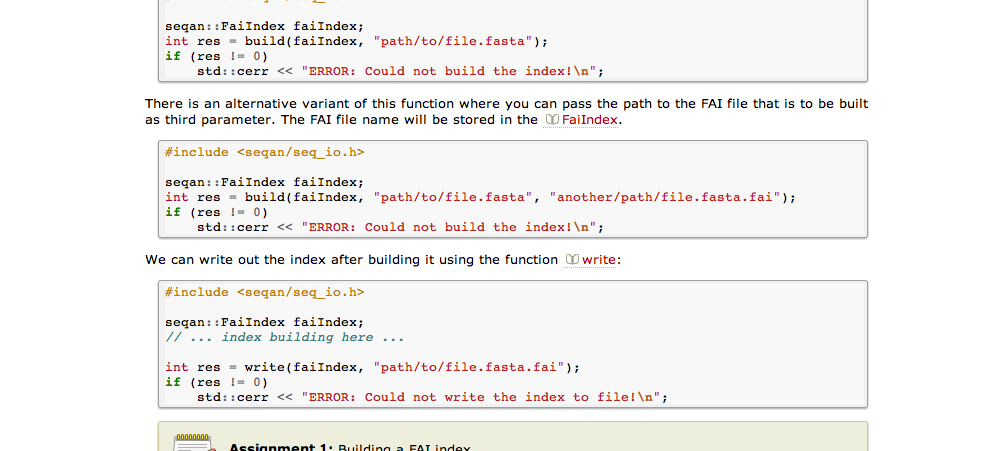 seqan::FaiIndex faiIndex;
int res = build(faiIndex, "path/to/file.fasta");
if (res != 0)
    std::cerr << "ERROR: Could not build the index!\n";
There is an alternative variant of this function where you can pass the path to the FAI file that is to be built
as third parameter. The FAI file name will be stored in the FaiIndex.
#include <seqan/seq_io.h>
seqan::FaiIndex faiIndex;
int res = build(faiIndex, "path/to/file.fasta", "another/path/file.fasta.fai");
if (res != 0)
    std::cerr << "ERROR: Could not build the index!\n";
We can write out the index after building it using the function write:
#include <seqan/seq_io.h>
seqan::FaiIndex faiIndex;
// ... index building here ...
int res = write(faiIndex, "path/to/file.fasta.fai");
if (res != 0)
    std::cerr << "ERROR: Could not write the index to file!\n";
Assignment 1: Building a FAI index